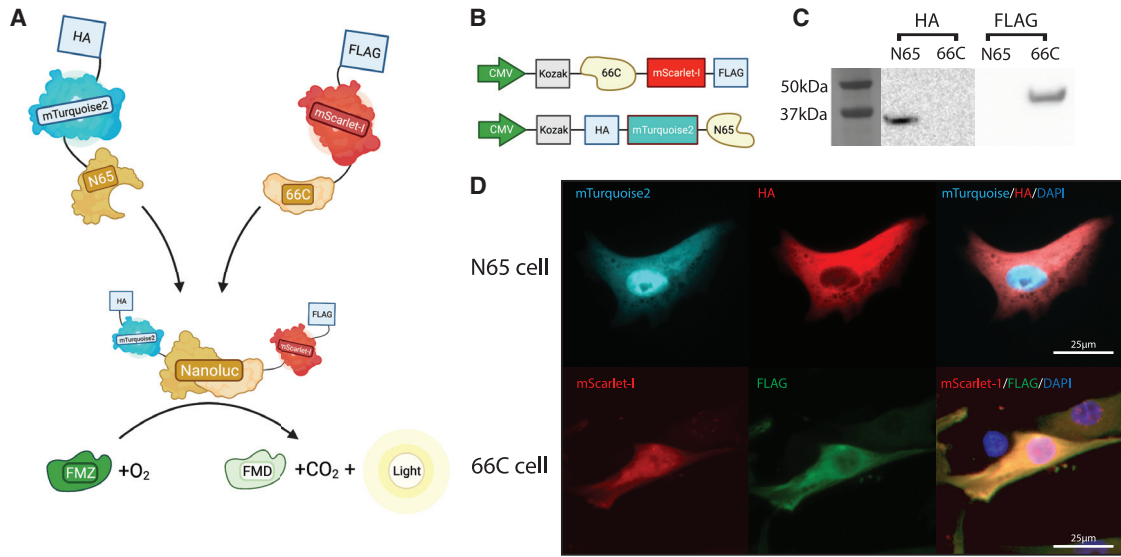 A
HA
FLAG
mTurquoise2
mScarlet-I
N65
66C
HA
FLAG
mTurquoise2
mScarlet-I
Nanoluc
FMZ +O2 FMD +CO2 + Light
B
CMV Kozak 66C mScarlet-I FLAG
CMV Kozak HA mTurquoise2 N65
C
HA FLAG
N65 66C N65 66C
50kDa
37kDa
D
mTurquoise2 HA mTurquoise/HA/DAPI
N65 cell
25μm
mScarlet-I FLAG mScarlet-1/FLAG/DAPI
66C cell
25μm